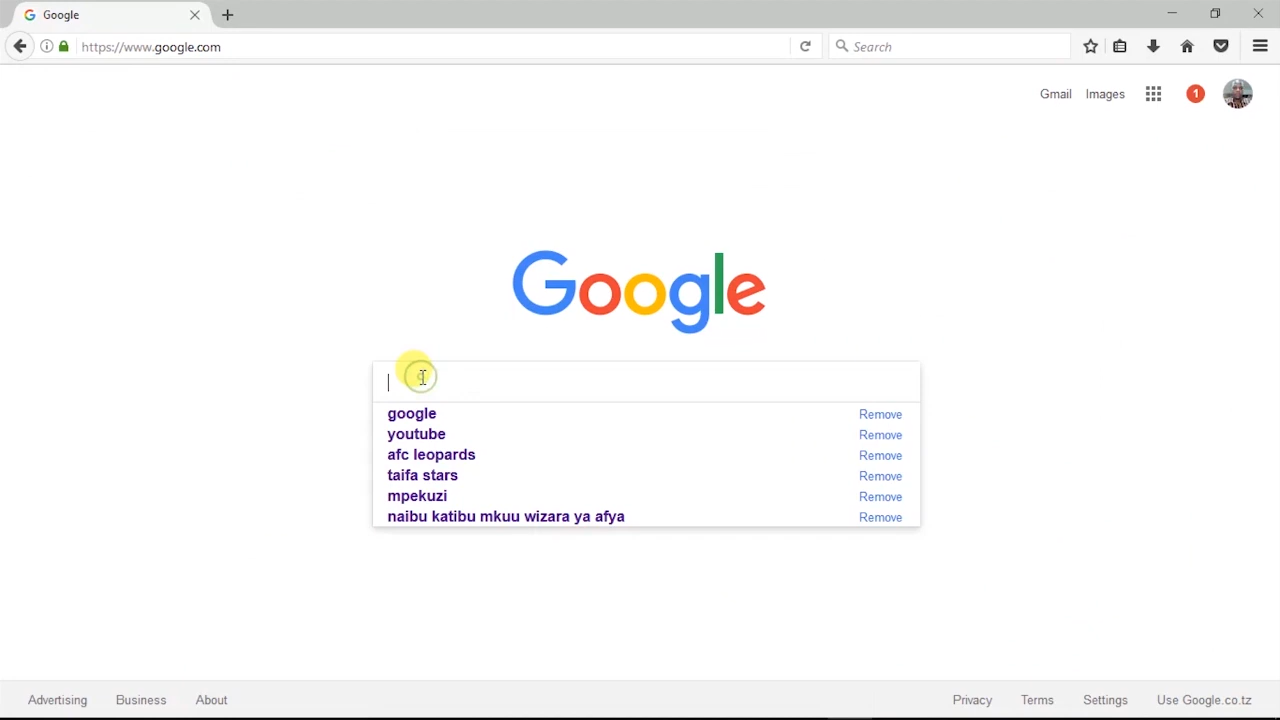 Google
https://www.google.com
Search
Gmail Images 1
Google
google Remove
youtube Remove
afc leopards Remove
taifa stars Remove
mpekuzi Remove
naibu katibu mkuu wizara ya afya Remove
Advertising Business About Privacy Terms Settings Use Google.co.tz